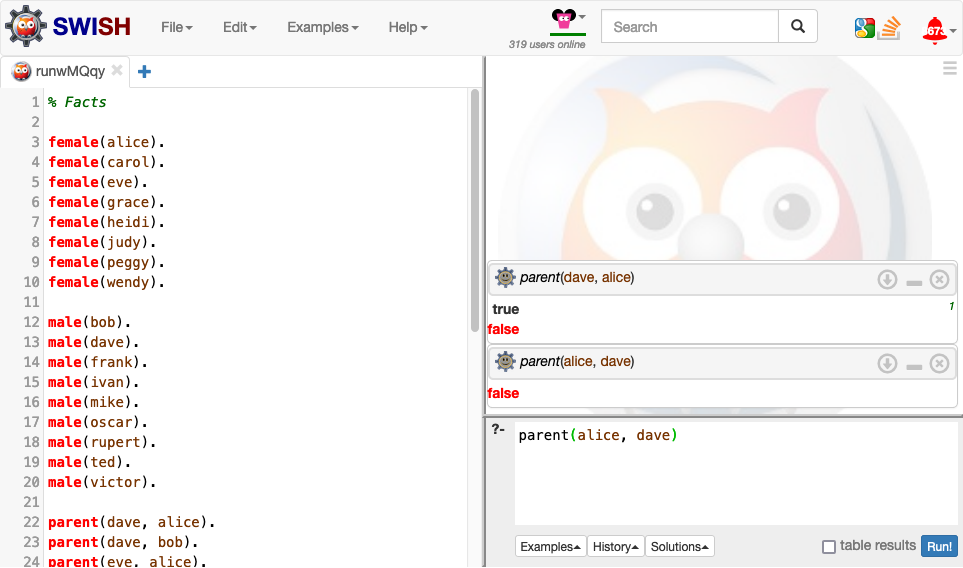 SWISH File Edit Examples Help 319 users online Search 673
runwMQqy
1 % Facts
2
3 female(alice).
4 female(carol).
5 female(eve).
6 female(grace).
7 female(heidi).
8 female(judy).
9 female(peggy).
10 female(wendy).
11
12 male(bob).
13 male(dave).
14 male(frank).
15 male(ivan).
16 male(mike).
17 male(oscar).
18 male(rupert).
19 male(ted).
20 male(victor).
21
22 parent(dave, alice).
23 parent(dave, bob).
24 parent(eve, alice).
parent(dave, alice)
true 1
false
parent(alice, dave)
false
?- parent(alice, dave)
Examples History Solutions table results Run!